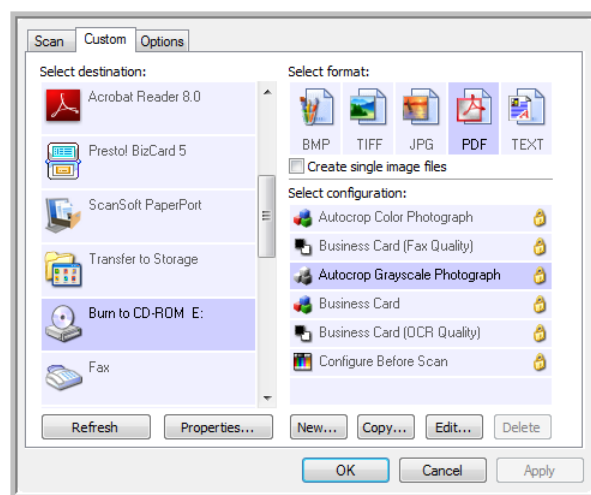 Scan Custom Options
Select destination:
Acrobat Reader 8.0
Presto! BizCard 5
ScanSoft PaperPort
Transfer to Storage
Burn to CD-ROM E:
Fax
Refresh Properties...
Select format:
BMP TIFF JPG PDF TEXT
Create single image files
Select configuration:
Autocrop Color Photograph
Business Card (Fax Quality)
Autocrop Grayscale Photograph
Business Card
Business Card (OCR Quality)
Configure Before Scan
New... Copy... Edit... Delete
OK Cancel Apply